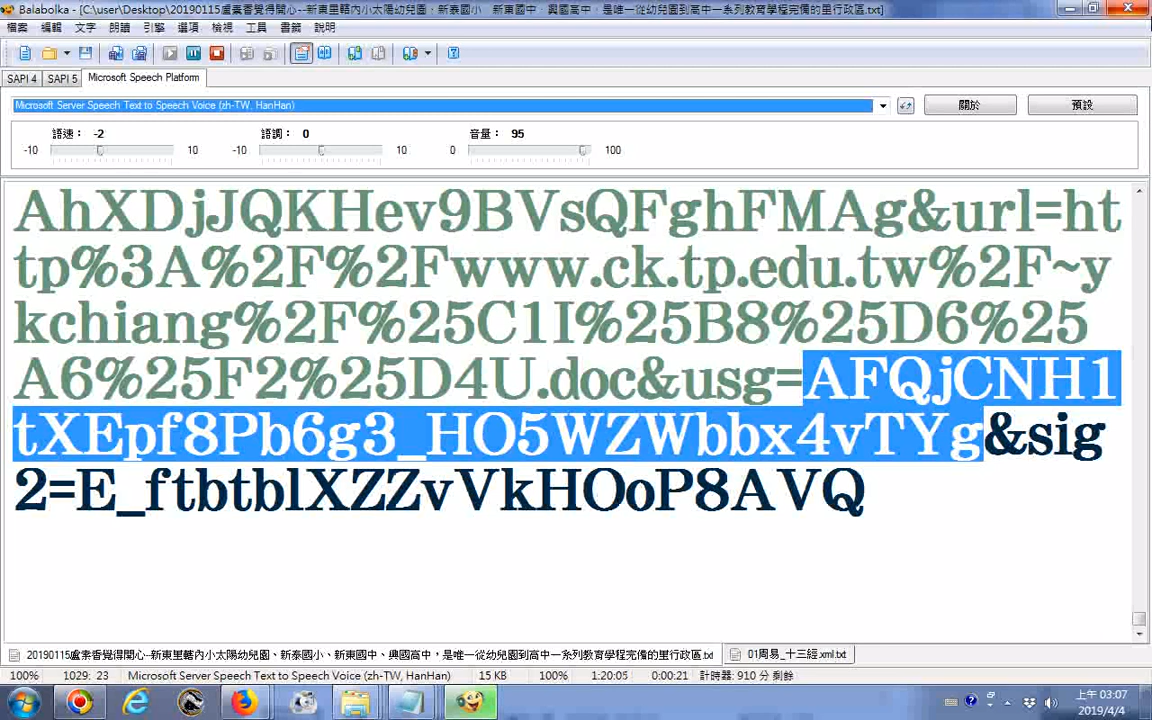 Balabolka - [C:\user\Desktop\20190115盧素香覺得開心--新東里轄內小太陽幼兒園、新泰國小、新東國中、興國高中，是唯一從幼兒園到高中一系列教育學程完備的里行政區.txt]
檔案 編輯 文字 朗讀 引擎 選項 檢視 工具 書籤 說明
SAPI 4 SAPI 5 Microsoft Speech Platform
Microsoft Server Speech Text to Speech Voice (zh-TW, HanHan) 關於 預設
語速： -2 語調： 0 音量： 95
-10 10 -10 10 0 100
AhXDjJQKHev9BVsQFghFMAg&url=ht
tp%3A%2F%2Fwww.ck.tp.edu.tw%2F~y
kchiang%2F%25C1I%25B8%25D6%25
A6%25F2%25D4U.doc&usg=AFQjCNH1
tXEpf8Pb6g3_HO5WZWbbx4vTYg&sig
2=E_ftbtblXZZvVkHOoP8AVQ
20190115盧素香覺得開心--新東里轄內小太陽幼兒園、新泰國小、新東國中、興國高中，是唯一從幼兒園到高中一系列教育學程完備的里行政區.txt 01周易_十三經.xml.txt
100% 1029: 23 Microsoft Server Speech Text to Speech Voice (zh-TW, HanHan) 15 KB 100% 1:20:05 0:00:21 計時器: 910 分 剩餘
上午 03:07
2019/4/4